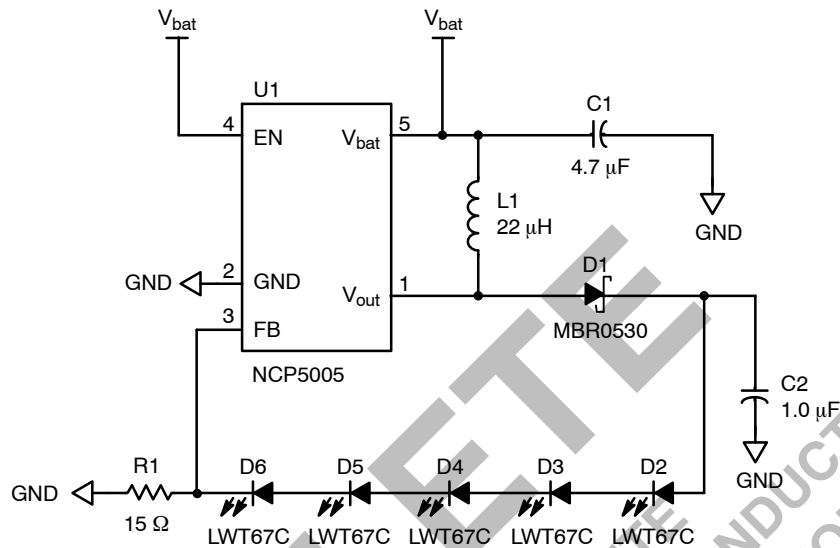 Vbat
Vbat
U1
C1
4
EN
Vbat
5
4.7 μF
L1
22 μH
GND
GND
2
GND
Vout
1
D1
MBR0530
3
FB
NCP5005
C2
1.0 μF
GND
GND
R1
15 Ω
D6
D5
D4
D3
D2
LWT67C
LWT67C
LWT67C
LWT67C
LWT67C